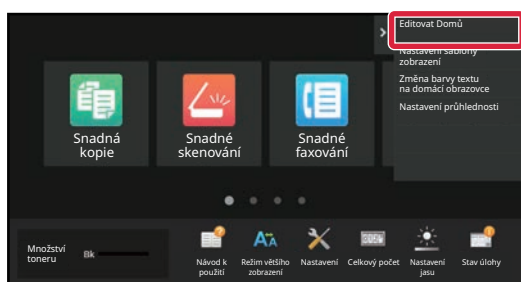 Editovat Domů
Nastavení šablony
zobrazení
Změna barvy textu
na domácí obrazovce
Nastavení průhlednosti
Snadná
kopie
Snadné
skenování
Snadné
faxování
Množství
toneru
Bk
Návod k
použití
Režim většího
zobrazení
Nastavení
Celkový počet
Nastavení
jasu
Stav úlohy